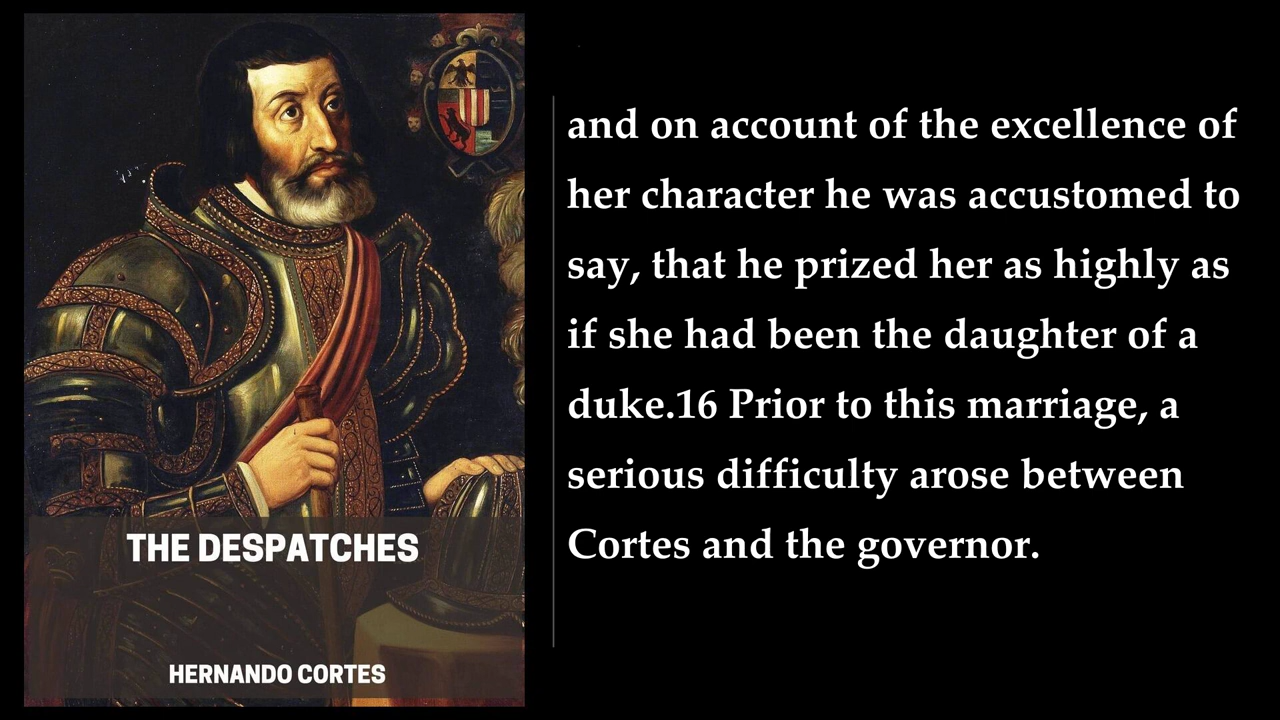 THE DESPATCHES
HERNANDO CORTES
and on account of the excellence of
her character he was accustomed to
say, that he prized her as highly as
if she had been the daughter of a
duke.16 Prior to this marriage, a
serious difficulty arose between
Cortes and the governor.